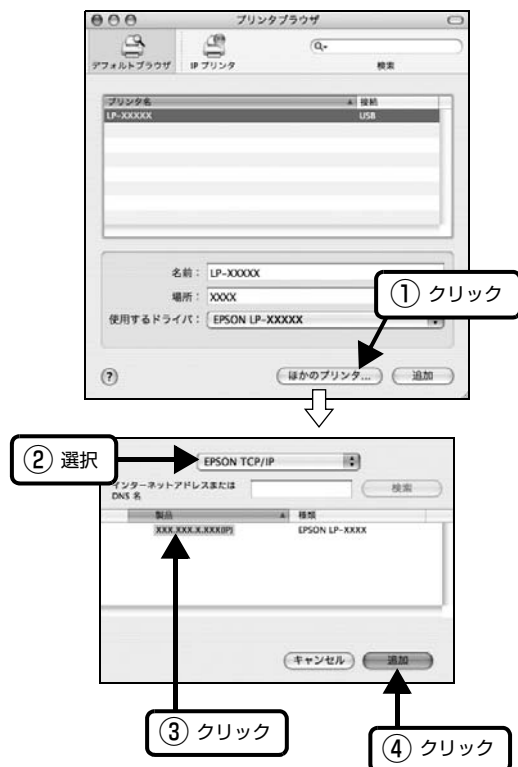 プリンタブラウザ
デフォルトブラウザ
IPプリンタ
検索
プリンタ名
接続
LP-XXXXX
USB
名前： LP-XXXXX
場所： XXXX
使用するドライバ： EPSON LP-XXXXX
① クリック
?
ほかのプリンタ...
追加
② 選択
EPSON TCP/IP
インターネットアドレスまたは
DNS 名
検索
製品
種類
XXX.XXX.X.XXX(IP)
EPSON LP-XXXX
キャンセル
追加
③ クリック
④ クリック